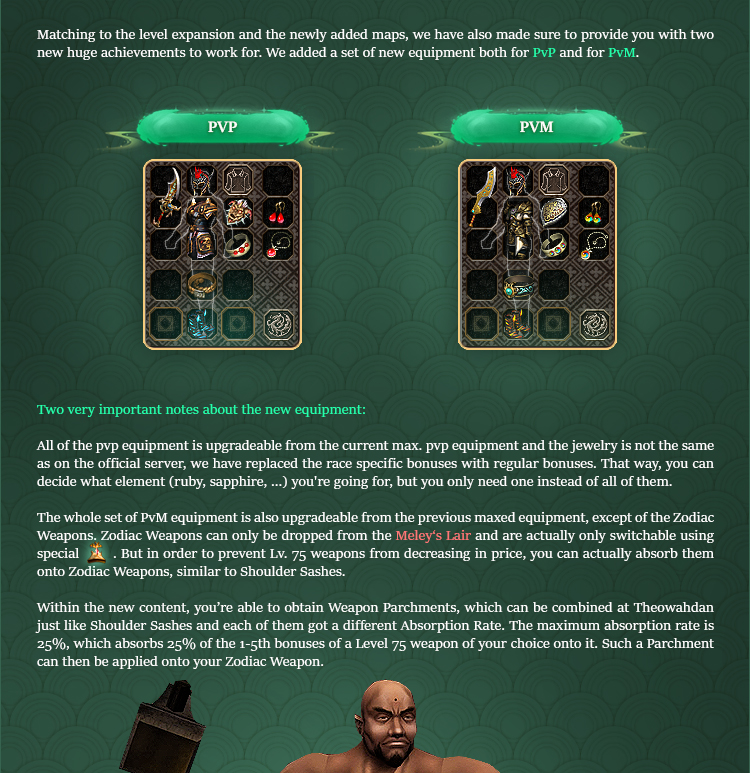 Matching to the level expansion and the newly added maps, we have also made sure to provide you with two
new huge achievements to work for. We added a set of new equipment both for PvP and for PvM.
PVP
PVM
Two very important notes about the new equipment:
All of the pvp equipment is upgradeable from the current max. pvp equipment and the jewelry is not the same
as on the official server, we have replaced the race specific bonuses with regular bonuses. That way, you can
decide what element (ruby, sapphire, ...) you're going for, but you only need one instead of all of them.
The whole set of PvM equipment is also upgradeable from the previous maxed equipment, except of the Zodiac
Weapons. Zodiac Weapons can only be dropped from the Meley's Lair and are actually only switchable using
special . But in order to prevent Lv. 75 weapons from decreasing in price, you can actually absorb them
onto Zodiac Weapons, similar to Shoulder Sashes.
Within the new content, you’re able to obtain Weapon Parchments, which can be combined at Theowahdan
just like Shoulder Sashes and each of them got a different Absorption Rate. The maximum absorption rate is
25%, which absorbs 25% of the 1-5th bonuses of a Level 75 weapon of your choice onto it. Such a Parchment
can then be applied onto your Zodiac Weapon.